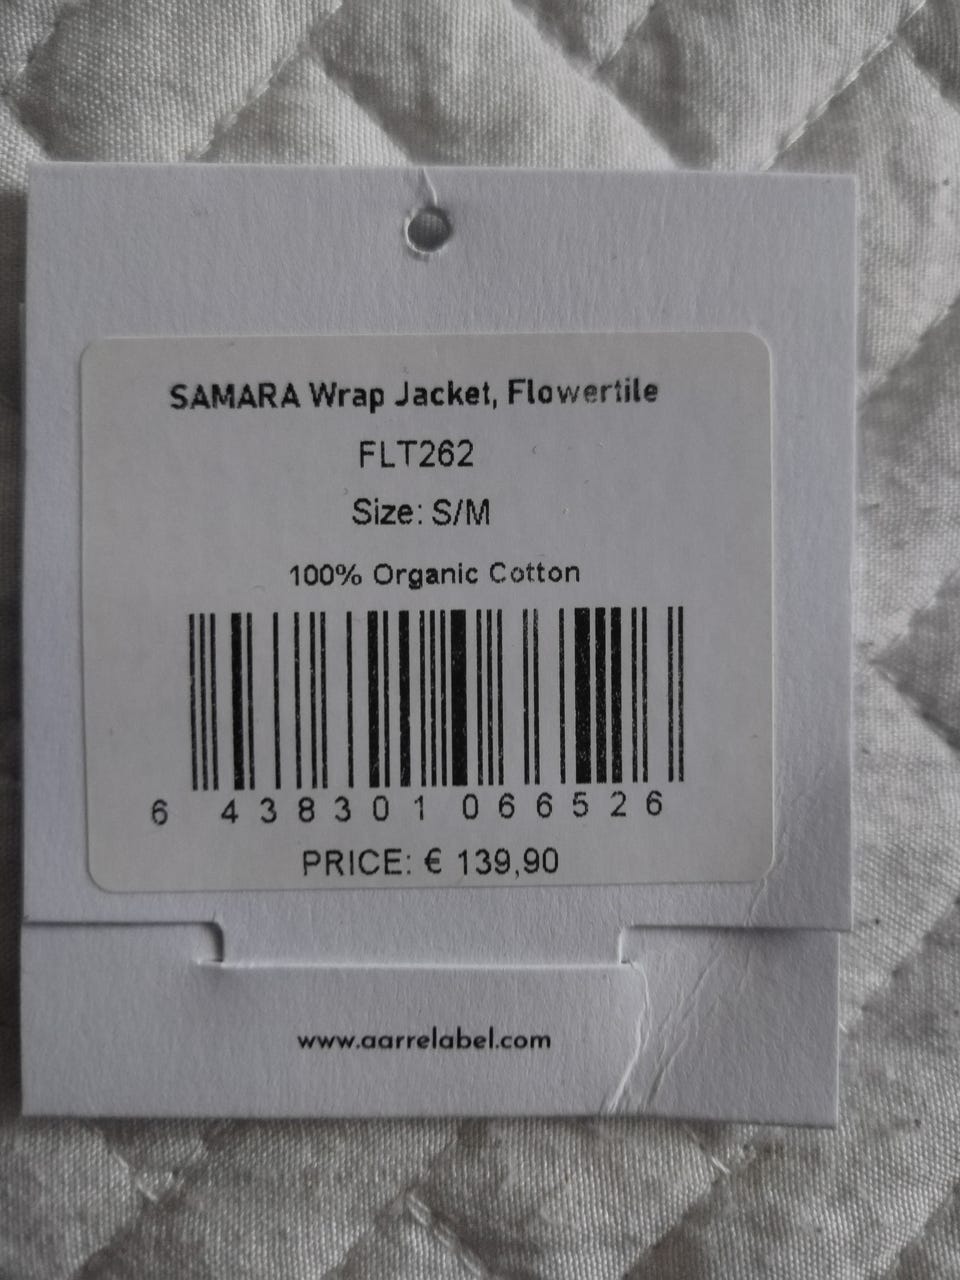 SAMARA Wrap Jacket, Flowertile
FLT262
Size: S/M
100% Organic Cotton
6 438301 066526
PRICE: € 139,90
www.aarrelabel.com